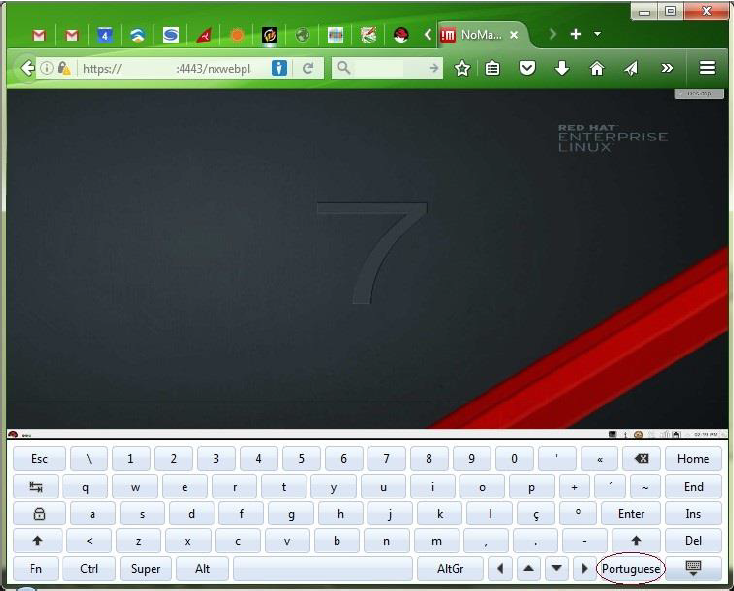 4 NoMa...
https:// :4443/nxwebpl
RED HAT
ENTERPRISE
LINUX
7
Esc \ 1 2 3 4 5 6 7 8 9 0 ' « Home
q w e r t y u i o p + ´ ~ End
a s d f g h j k l ç º Enter Ins
< z x c v b n m , . - Del
Fn Ctrl Super Alt AltGr Portuguese